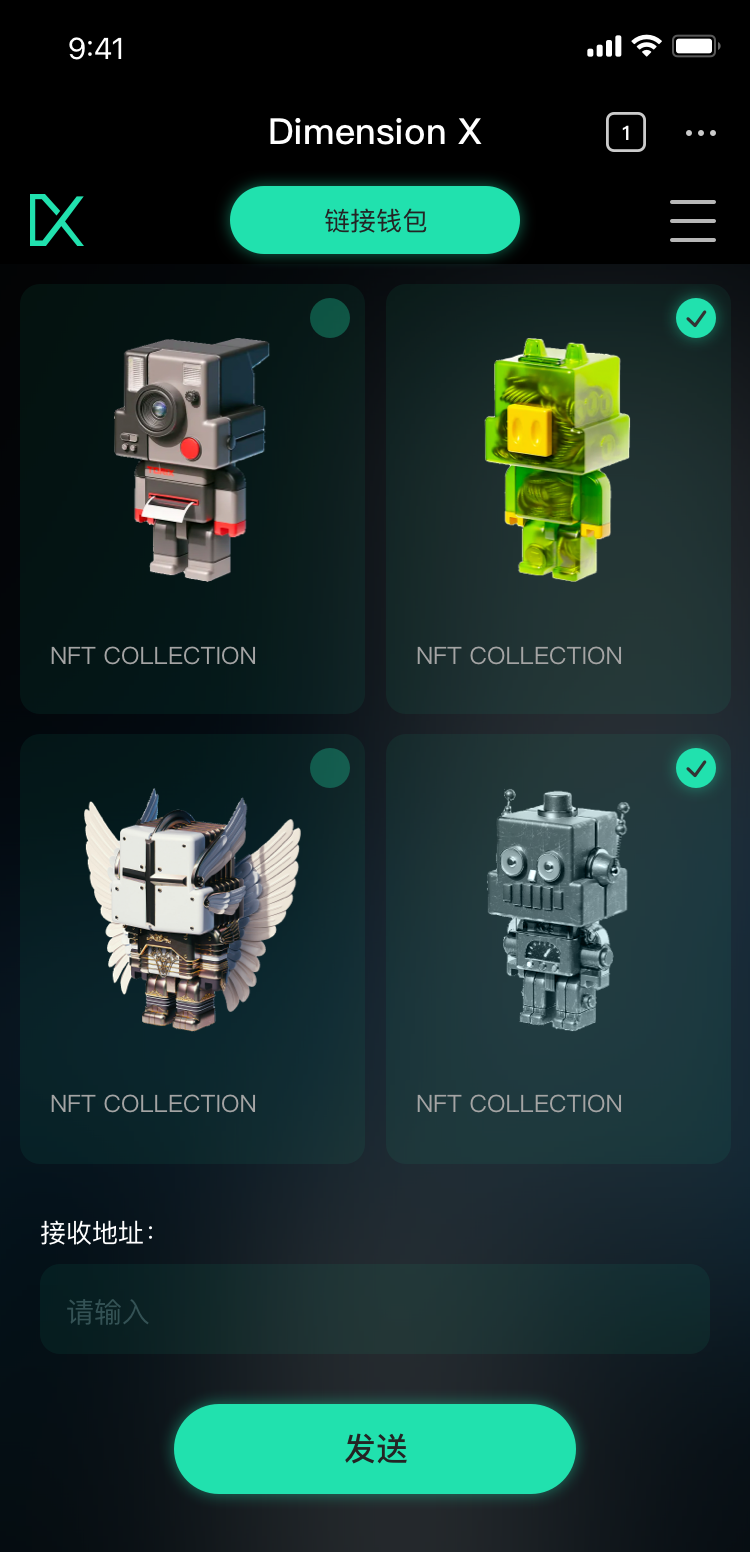 9:41
Dimension X
1
链接钱包
NFT COLLECTION
NFT COLLECTION
NFT COLLECTION
NFT COLLECTION
接收地址：
请输入
发送